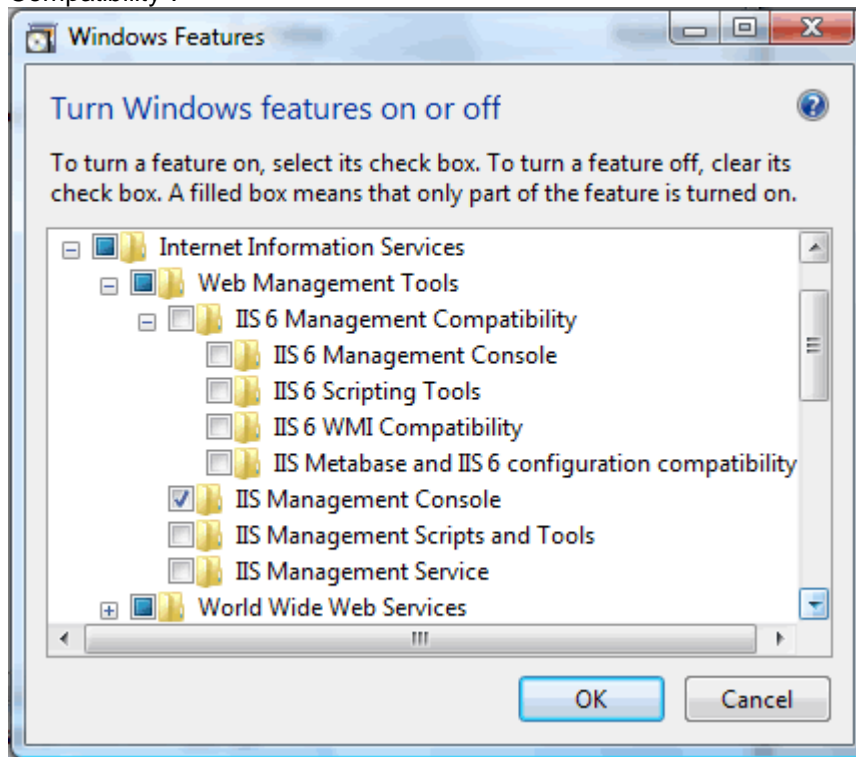 Compatibility".
Windows Features
Turn Windows features on or off
To turn a feature on, select its check box. To turn a feature off, clear its
check box. A filled box means that only part of the feature is turned on.
Internet Information Services
Web Management Tools
IIS 6 Management Compatibility
IIS 6 Management Console
IIS 6 Scripting Tools
IIS 6 WMI Compatibility
IIS Metabase and IIS 6 configuration compatibility
IIS Management Console
IIS Management Scripts and Tools
IIS Management Service
World Wide Web Services
OK Cancel